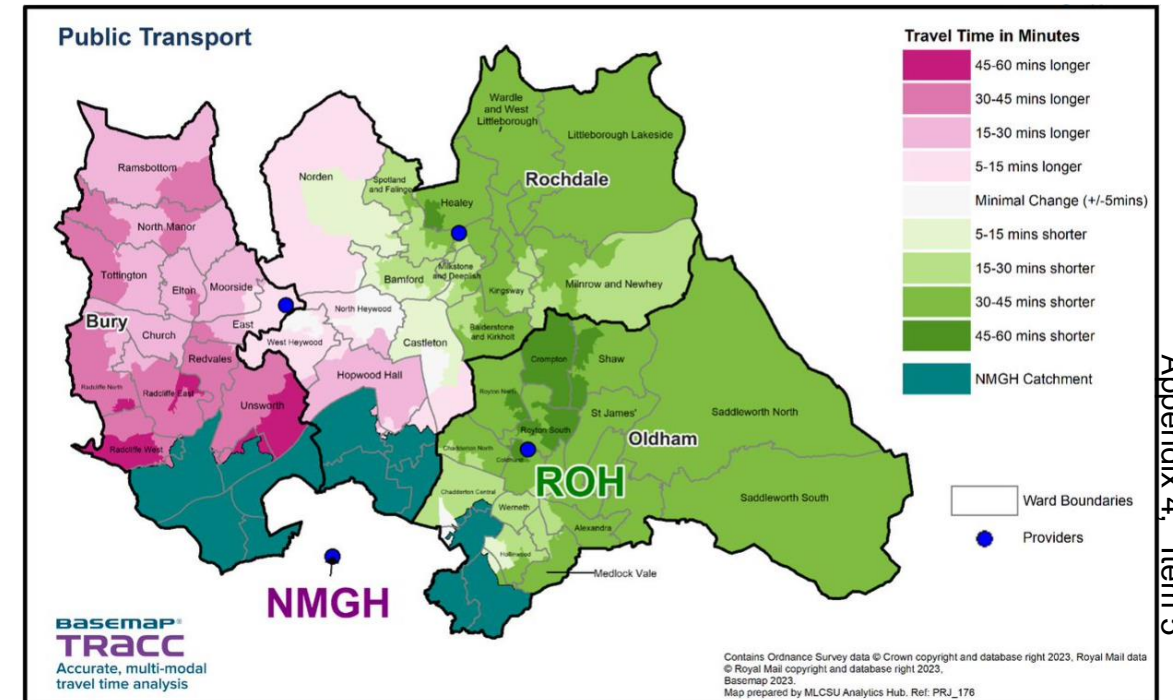 Public Transport
Travel Time in Minutes
45-60 mins longer
30-45 mins longer
15-30 mins longer
5-15 mins longer
Minimal Change (+/-5mins)
5-15 mins shorter
15-30 mins shorter
30-45 mins shorter
45-60 mins shorter
NMGH Catchment
Wardle
and West
Littleborough
Littleborough Lakeside
Ramsbottom
Norden
Spotland
and Falinge
Rochdale
Healey
North Manor
Tottington
Elton
Moorside
Bamford
Milkstone
and Deeplish
Kingsway
Milnrow and Newhey
Bury
Church
East
North Heywood
West Heywood
Castleton
Balderstone
and Kirkholt
Redvales
Hopwood Hall
Crompton
Shaw
Radcliffe North
Radcliffe East
Unsworth
Royton North
St James'
Saddleworth North
Royton South
Oldham
Radcliffe West
Chadderton North
Coldhurst
ROH
Chadderton Central
Werneth
Saddleworth South
Alexandra
Hollinwood
Medlock Vale
NMGH
Ward Boundaries
Providers
BASEMAP
TRACC
Accurate, multi-modal
travel time analysis
Contains Ordnance Survey data © Crown copyright and database right 2023, Royal Mail data
© Royal Mail copyright and database right 2023,
Basemap 2023.
Map prepared by MLCSU Analytics Hub. Ref: PRJ_176
Appendix 4, Item 5